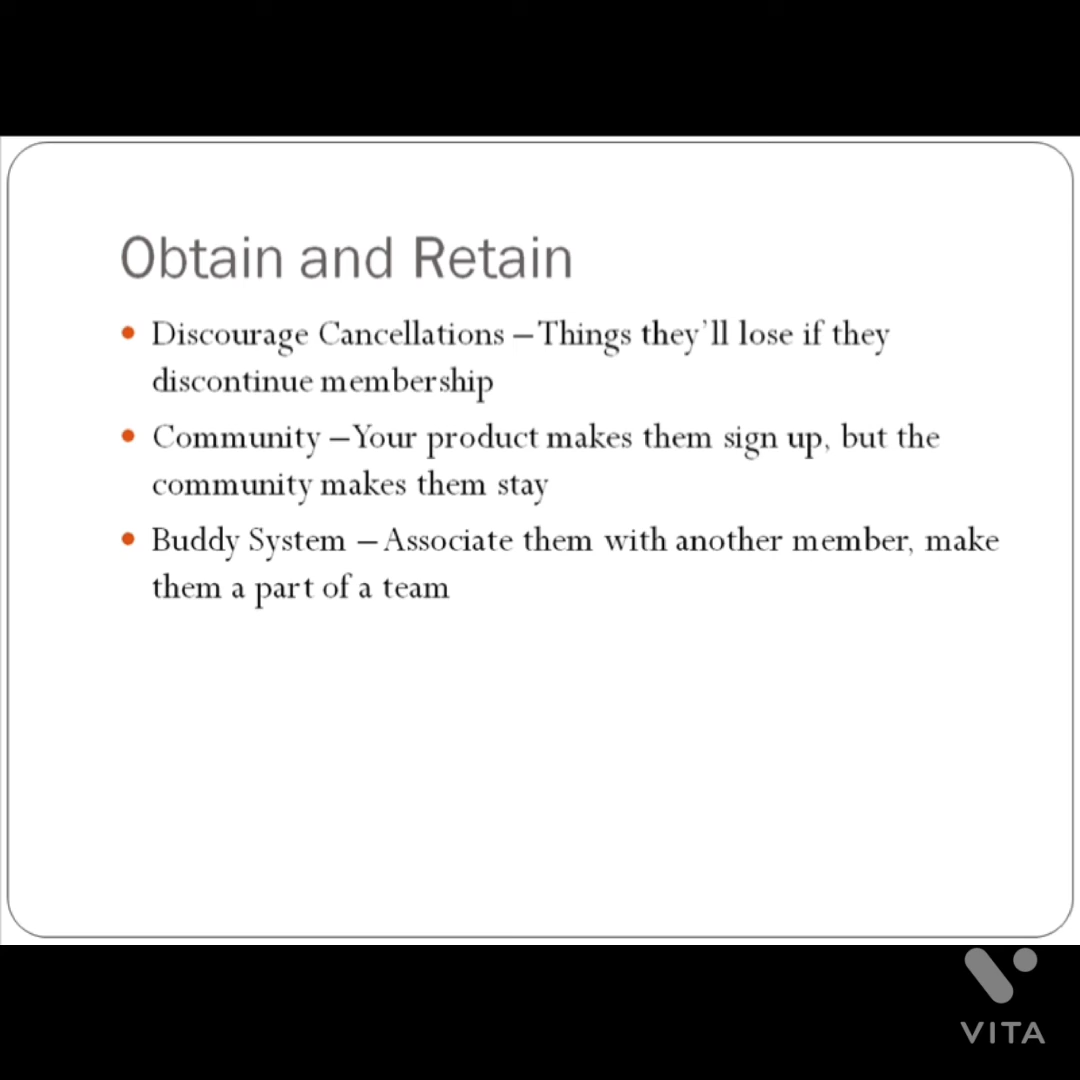 Obtain and Retain
Discourage Cancellations – Things they'll lose if they
discontinue membership
Community – Your product makes them sign up, but the
community makes them stay
Buddy System – Associate them with another member, make
them a part of a team
VITA